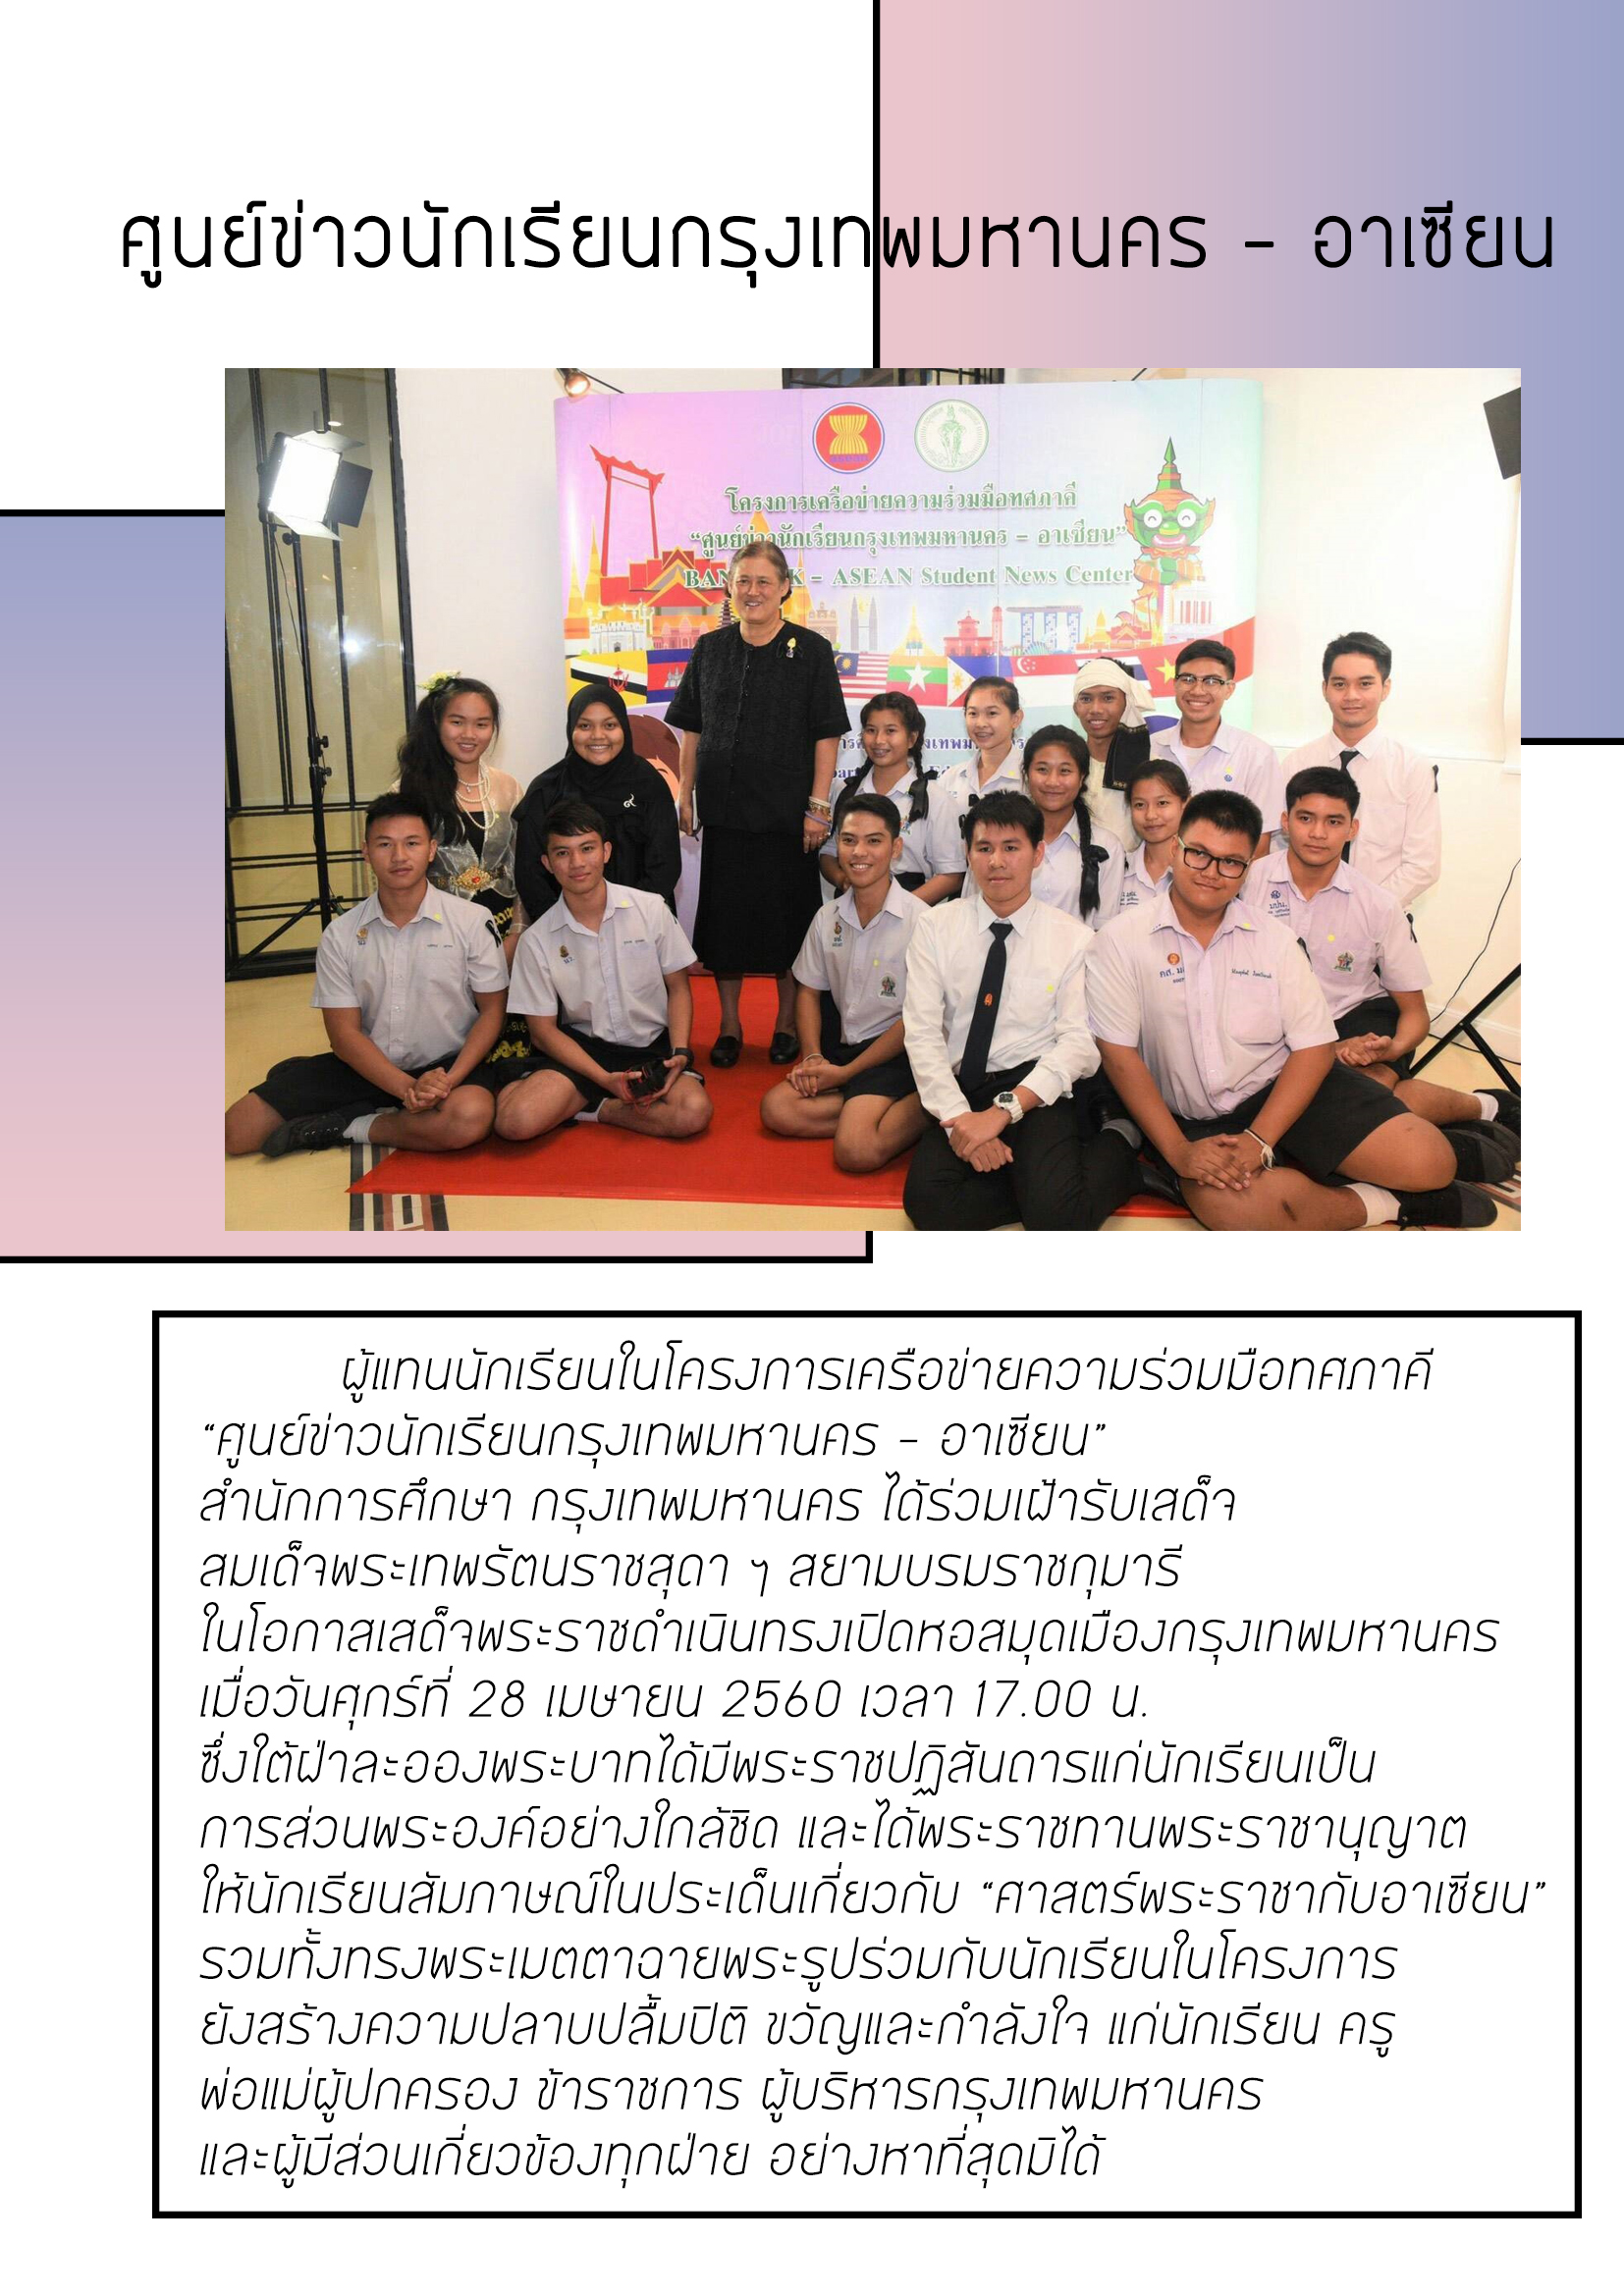 ศูนย์ข่าวนักเรียนกรุงเทพมหานคร - อาเซียน
โครงการเครือข่ายความร่วมมือทศภาคี
“ศูนย์ข่าวนักเรียนกรุงเทพมหานคร - อาเซียน”
– ASEAN Student News Center
ผู้แทนนักเรียนในโครงการเครือข่ายความร่วมมือทศภาคี
“ศูนย์ข่าวนักเรียนกรุงเทพมหานคร - อาเซียน”
สำนักการศึกษา กรุงเทพมหานคร ได้ร่วมเฝ้ารับเสด็จ
สมเด็จพระเทพรัตนราชสุดา ฯ สยามบรมราชกุมารี
ในโอกาสเสด็จพระราชดำเนินทรงเปิดหอสมุดเมืองกรุงเทพมหานคร
เมื่อวันศุกร์ที่ 28 เมษายน 2560 เวลา 17.00 น.
ซึ่งใต้ฝ่าละอองพระบาทได้มีพระราชปฏิสันถารแก่นักเรียนเป็น
การส่วนพระองค์อย่างใกล้ชิด และได้พระราชทานพระราชานุญาต
ให้นักเรียนสัมภาษณ์ในประเด็นเกี่ยวกับ “ศาสตร์พระราชากับอาเซียน”
รวมทั้งทรงพระเมตตาฉายพระรูปร่วมกับนักเรียนในโครงการ
ยังสร้างความปลาบปลื้มปิติ ขวัญและกำลังใจ แก่นักเรียน ครู
พ่อแม่ผู้ปกครอง ข้าราชการ ผู้บริหารกรุงเทพมหานคร
และผู้มีส่วนเกี่ยวข้องทุกฝ่าย อย่างหาที่สุดมิได้